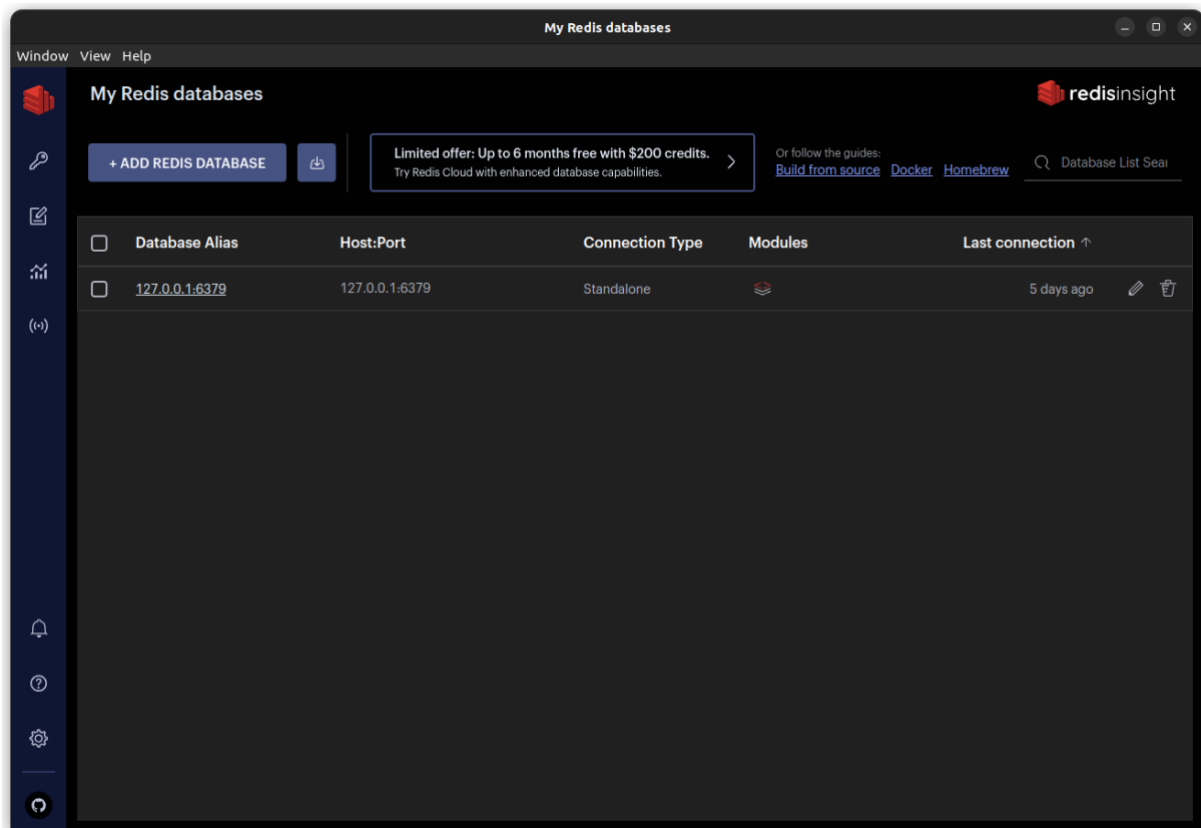 My Redis databases
Window View Help
My Redis databases
redisinsight
+ ADD REDIS DATABASE
Limited offer: Up to 6 months free with $200 credits.
Try Redis Cloud with enhanced database capabilities.
Or follow the guides:
Build from source Docker Homebrew
Database List Sear
Database Alias Host:Port Connection Type Modules Last connection ↑
127.0.0.1:6379 127.0.0.1:6379 Standalone 5 days ago